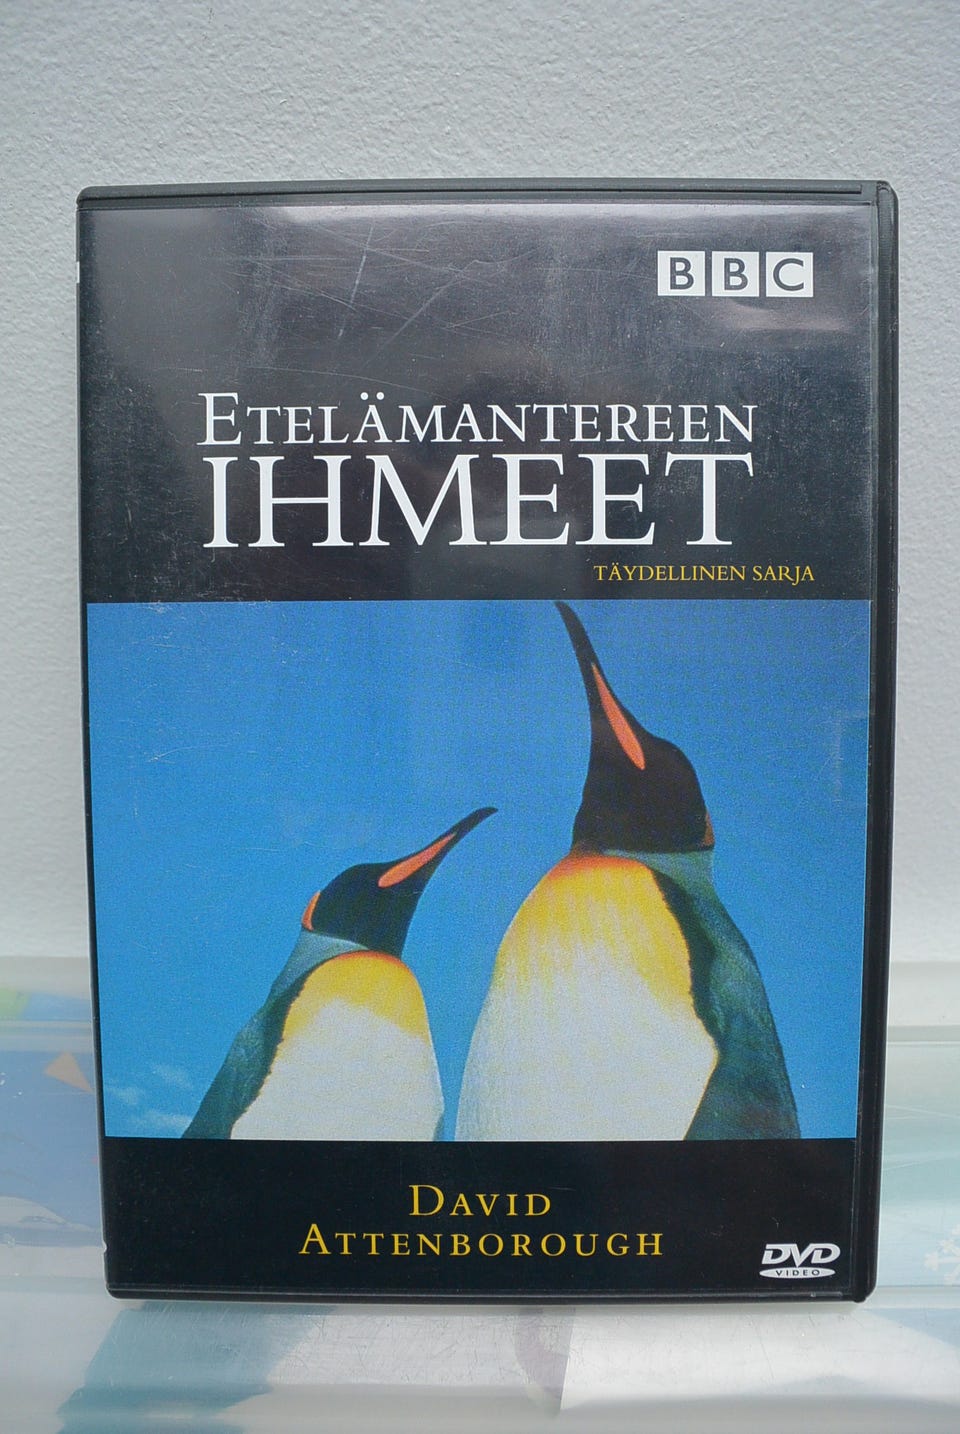 BBC
ETELÄMANTEREEN
IHMEET
TÄYDELLINEN SARJA
DAVID
ATTENBOROUGH
DVD
VIDEO